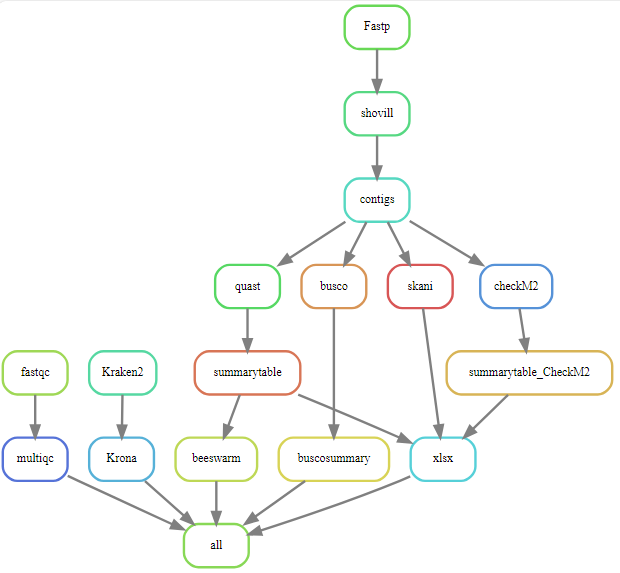 Fastp
shovill
contigs
quast
busco
skani
checkM2
fastqc
Kraken2
summarytable
summarytable_CheckM2
multiqc
Krona
beeswarm
buscosummary
xlsx
all